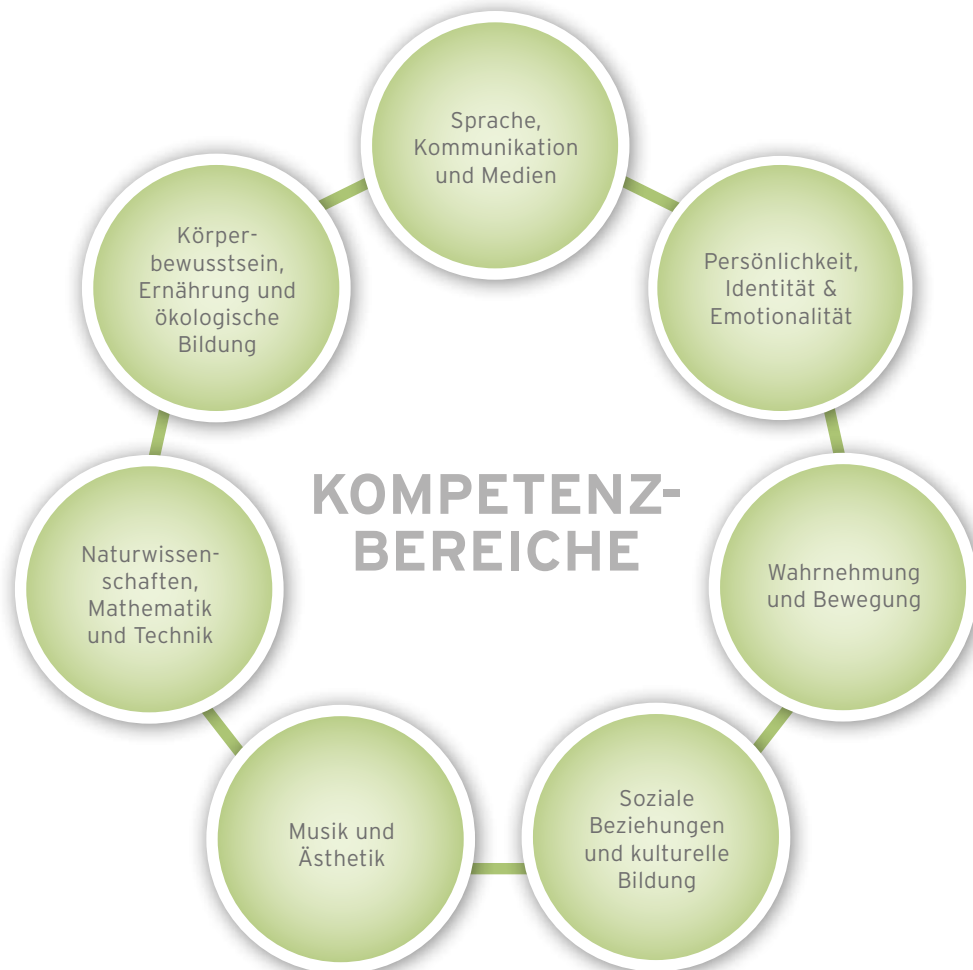 Sprache,
Kommunikation
und Medien
Persönlichkeit,
Identität &
Emotionalität
Wahrnehmung
und Bewegung
Soziale
Beziehungen
und kulturelle
Bildung
Musik und
Ästhetik
Naturwissen-
schaften,
Mathematik
und Technik
Körper-
bewusstsein,
Ernährung und
ökologische
Bildung
KOMPETENZ-
BEREICHE